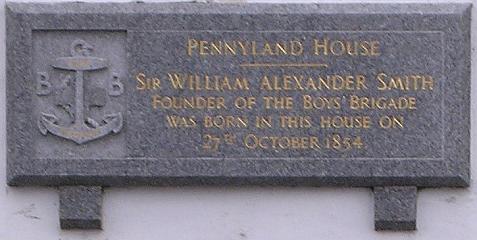 PENNYLAND HOUSE
SIR WILLIAM ALEXANDER SMITH
FOUNDER OF THE BOYS' BRIGADE
WAS BORN IN THIS HOUSE ON
27TH OCTOBER 1854.
B B